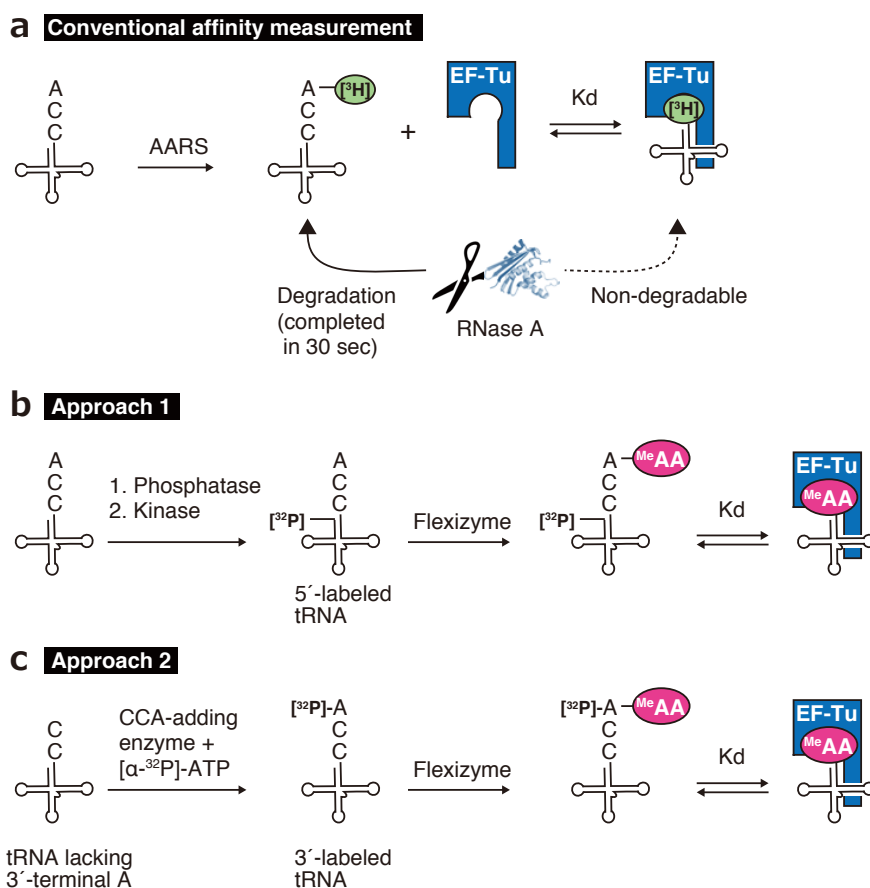 a Conventional affinity measurement
A
C
C
AARS
A [³H]
C
C
+
EF-Tu
Kd
EF-Tu
[³H]
Degradation
(completed
in 30 sec)
RNase A
Non-degradable
b Approach 1
A
C
C
1. Phosphatase
2. Kinase
A
C
C
[³²P]
5´-labeled
tRNA
Flexizyme
A ᴹᵉAA
C
C
[³²P]
Kd
EF-Tu
ᴹᵉAA
c Approach 2
C
C
tRNA lacking
3´-terminal A
CCA-adding
enzyme +
[α-³²P]-ATP
[³²P]-A
C
C
3´-labeled
tRNA
Flexizyme
[³²P]-A ᴹᵉAA
C
C
Kd
EF-Tu
ᴹᵉAA